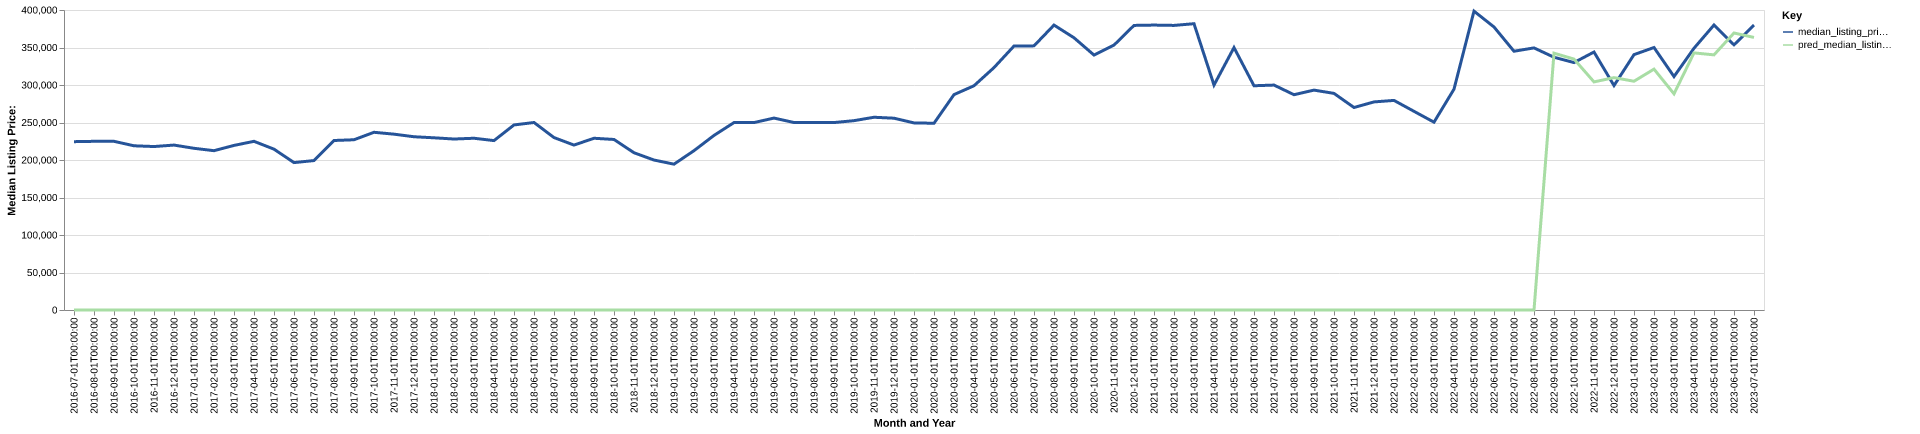 400,000
350,000
300,000
250,000
200,000
150,000
100,000
50,000
0
Median Listing Price:
2016-07-01T00:00:00
2016-08-01T00:00:00
2016-09-01T00:00:00
2016-10-01T00:00:00
2016-11-01T00:00:00
2016-12-01T00:00:00
2017-01-01T00:00:00
2017-02-01T00:00:00
2017-03-01T00:00:00
2017-04-01T00:00:00
2017-05-01T00:00:00
2017-06-01T00:00:00
2017-07-01T00:00:00
2017-08-01T00:00:00
2017-09-01T00:00:00
2017-10-01T00:00:00
2017-11-01T00:00:00
2017-12-01T00:00:00
2018-01-01T00:00:00
2018-02-01T00:00:00
2018-03-01T00:00:00
2018-04-01T00:00:00
2018-05-01T00:00:00
2018-06-01T00:00:00
2018-07-01T00:00:00
2018-08-01T00:00:00
2018-09-01T00:00:00
2018-10-01T00:00:00
2018-11-01T00:00:00
2018-12-01T00:00:00
2019-01-01T00:00:00
2019-02-01T00:00:00
2019-03-01T00:00:00
2019-04-01T00:00:00
2019-05-01T00:00:00
2019-06-01T00:00:00
2019-07-01T00:00:00
2019-08-01T00:00:00
2019-09-01T00:00:00
2019-10-01T00:00:00
2019-11-01T00:00:00
2019-12-01T00:00:00
2020-01-01T00:00:00
2020-02-01T00:00:00
2020-03-01T00:00:00
2020-04-01T00:00:00
2020-05-01T00:00:00
2020-06-01T00:00:00
2020-07-01T00:00:00
2020-08-01T00:00:00
2020-09-01T00:00:00
2020-10-01T00:00:00
2020-11-01T00:00:00
2020-12-01T00:00:00
2021-01-01T00:00:00
2021-02-01T00:00:00
2021-03-01T00:00:00
2021-04-01T00:00:00
2021-05-01T00:00:00
2021-06-01T00:00:00
2021-07-01T00:00:00
2021-08-01T00:00:00
2021-09-01T00:00:00
2021-10-01T00:00:00
2021-11-01T00:00:00
2021-12-01T00:00:00
2022-01-01T00:00:00
2022-02-01T00:00:00
2022-03-01T00:00:00
2022-04-01T00:00:00
2022-05-01T00:00:00
2022-06-01T00:00:00
2022-07-01T00:00:00
2022-08-01T00:00:00
2022-09-01T00:00:00
2022-10-01T00:00:00
2022-11-01T00:00:00
2022-12-01T00:00:00
2023-01-01T00:00:00
2023-02-01T00:00:00
2023-03-01T00:00:00
2023-04-01T00:00:00
2023-05-01T00:00:00
2023-06-01T00:00:00
2023-07-01T00:00:00
Month and Year
Key
median_listing_pri…
pred_median_listin…